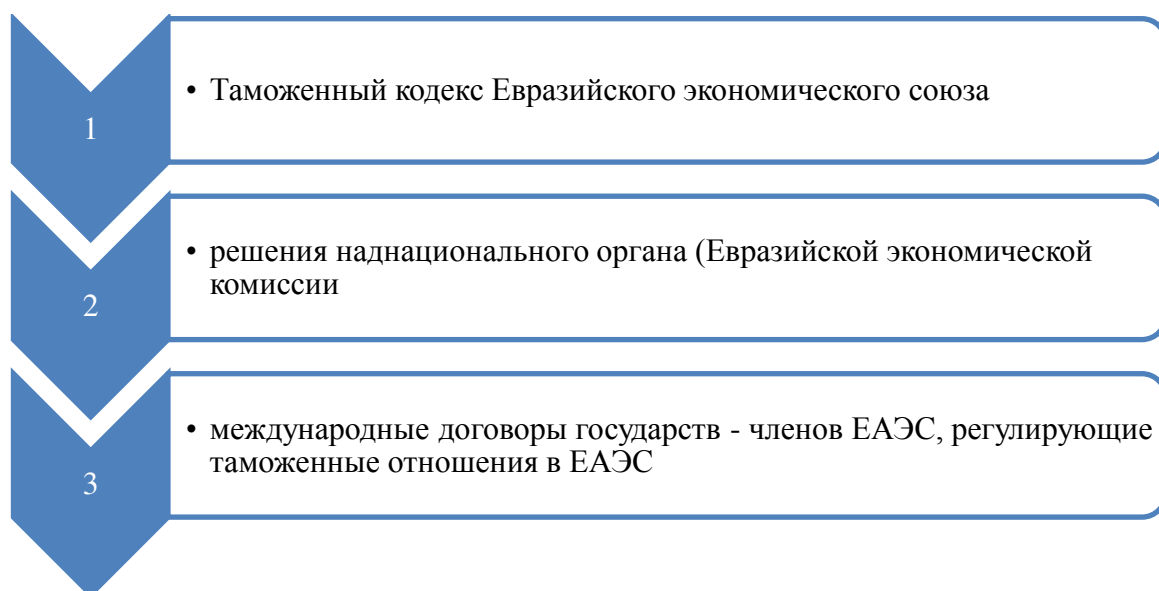 1
• Таможенный кодекс Евразийского экономического союза
2
• решения наднационального органа (Евразийской экономической
комиссии
3
• международные договоры государств - членов ЕАЭС, регулирующие
таможенные отношения в ЕАЭС